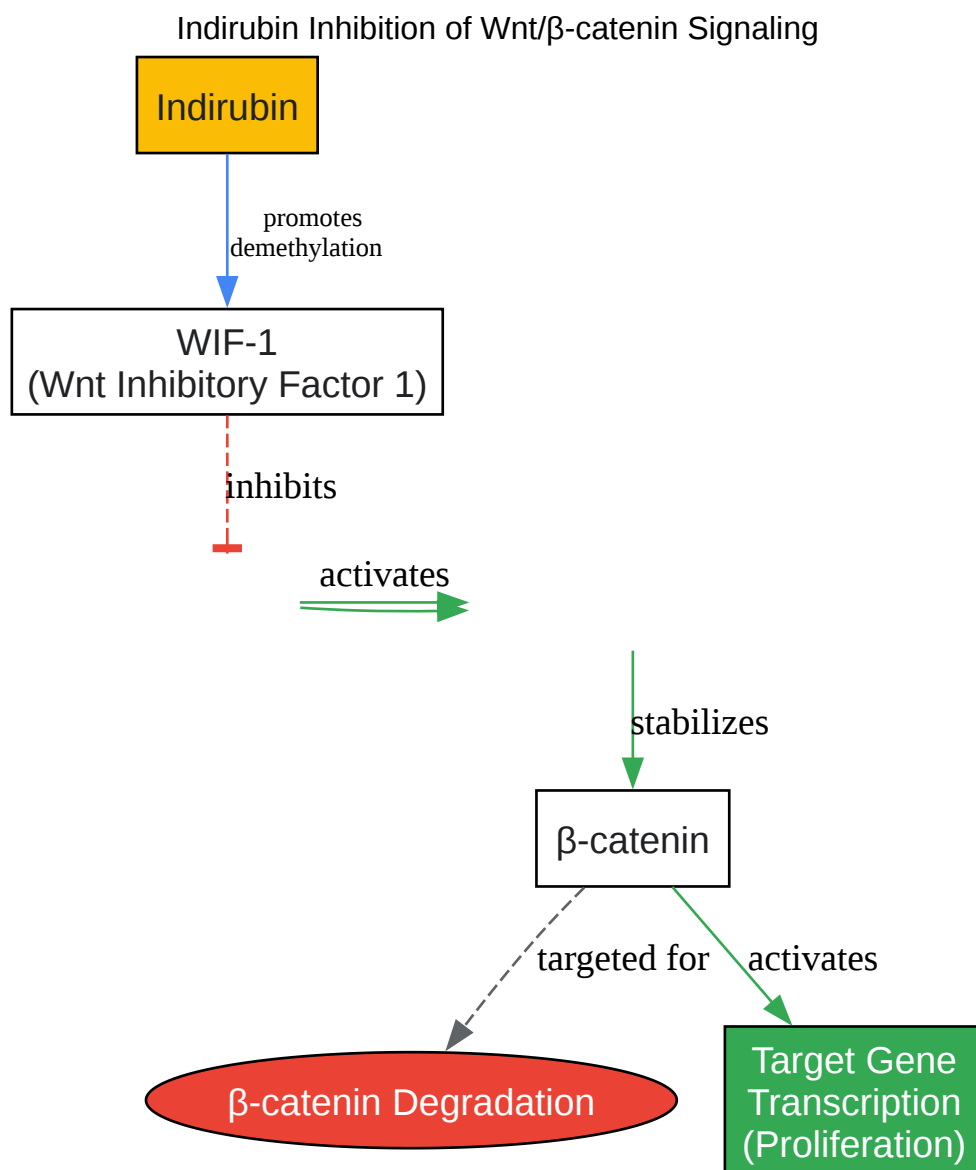 Indirubin Inhibition of Wnt/β-catenin Signaling
Indirubin
promotes
demethylation
WIF-1
(Wnt Inhibitory Factor 1)
inhibits
activates
stabilizes
β-catenin
targeted for
activates
β-catenin Degradation
Target Gene
Transcription
(Proliferation)